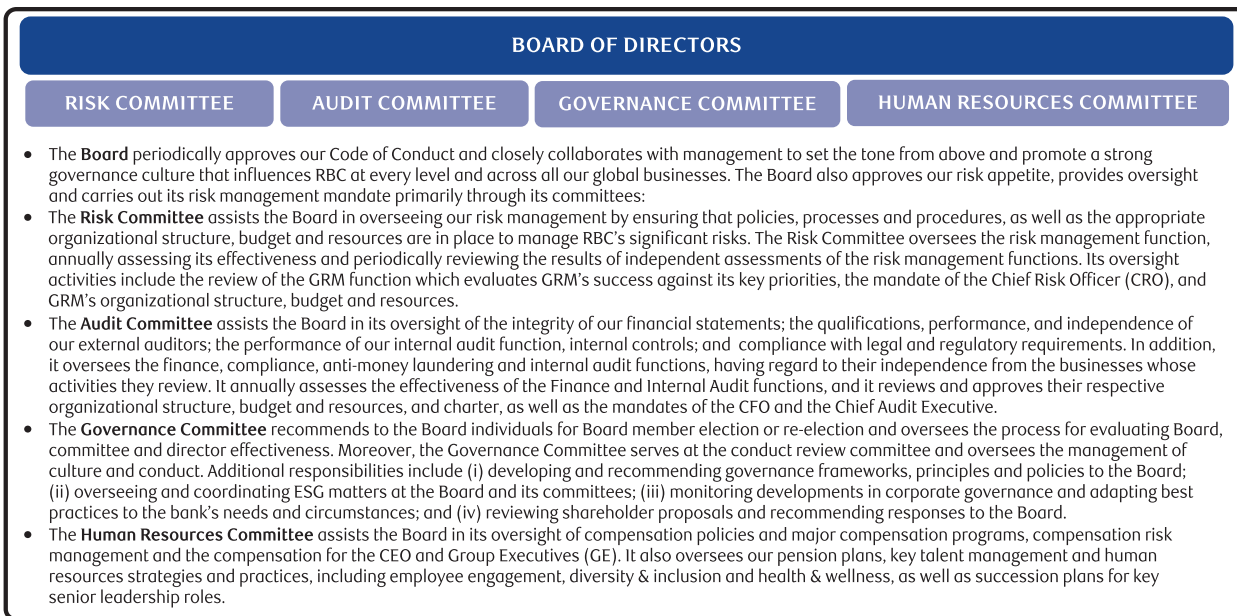 BOARD OF DIRECTORS
RISK COMMITTEE
AUDIT COMMITTEE
GOVERNANCE COMMITTEE
HUMAN RESOURCES COMMITTEE
• The Board periodically approves our Code of Conduct and closely collaborates with management to set the tone from above and promote a strong
governance culture that influences RBC at every level and across all our global businesses. The Board also approves our risk appetite, provides oversight
and carries out its risk management mandate primarily through its committees:
• The Risk Committee assists the Board in overseeing our risk management by ensuring that policies, processes and procedures, as well as the appropriate
organizational structure, budget and resources are in place to manage RBC's significant risks. The Risk Committee oversees the risk management function,
annually assessing its effectiveness and periodically reviewing the results of independent assessments of the risk management functions. Its oversight
activities include the review of the GRM function which evaluates GRM's success against its key priorities, the mandate of the Chief Risk Officer (CRO), and
GRM's organizational structure, budget and resources.
• The Audit Committee assists the Board in its oversight of the integrity of our financial statements; the qualifications, performance, and independence of
our external auditors; the performance of our internal audit function, internal controls; and compliance with legal and regulatory requirements. In addition,
it oversees the finance, compliance, anti-money laundering and internal audit functions, having regard to their independence from the businesses whose
activities they review. It annually assesses the effectiveness of the Finance and Internal Audit functions, and it reviews and approves their respective
organizational structure, budget and resources, and charter, as well as the mandates of the CFO and the Chief Audit Executive.
• The Governance Committee recommends to the Board individuals for Board member election or re-election and oversees the process for evaluating Board,
committee and director effectiveness. Moreover, the Governance Committee serves at the conduct review committee and oversees the management of
culture and conduct. Additional responsibilities include (i) developing and recommending governance frameworks, principles and policies to the Board;
(ii) overseeing and coordinating ESG matters at the Board and its committees; (iii) monitoring developments in corporate governance and adapting best
practices to the bank's needs and circumstances; and (iv) reviewing shareholder proposals and recommending responses to the Board.
• The Human Resources Committee assists the Board in its oversight of compensation policies and major compensation programs, compensation risk
management and the compensation for the CEO and Group Executives (GE). It also oversees our pension plans, key talent management and human
resources strategies and practices, including employee engagement, diversity & inclusion and health & wellness, as well as succession plans for key
senior leadership roles.